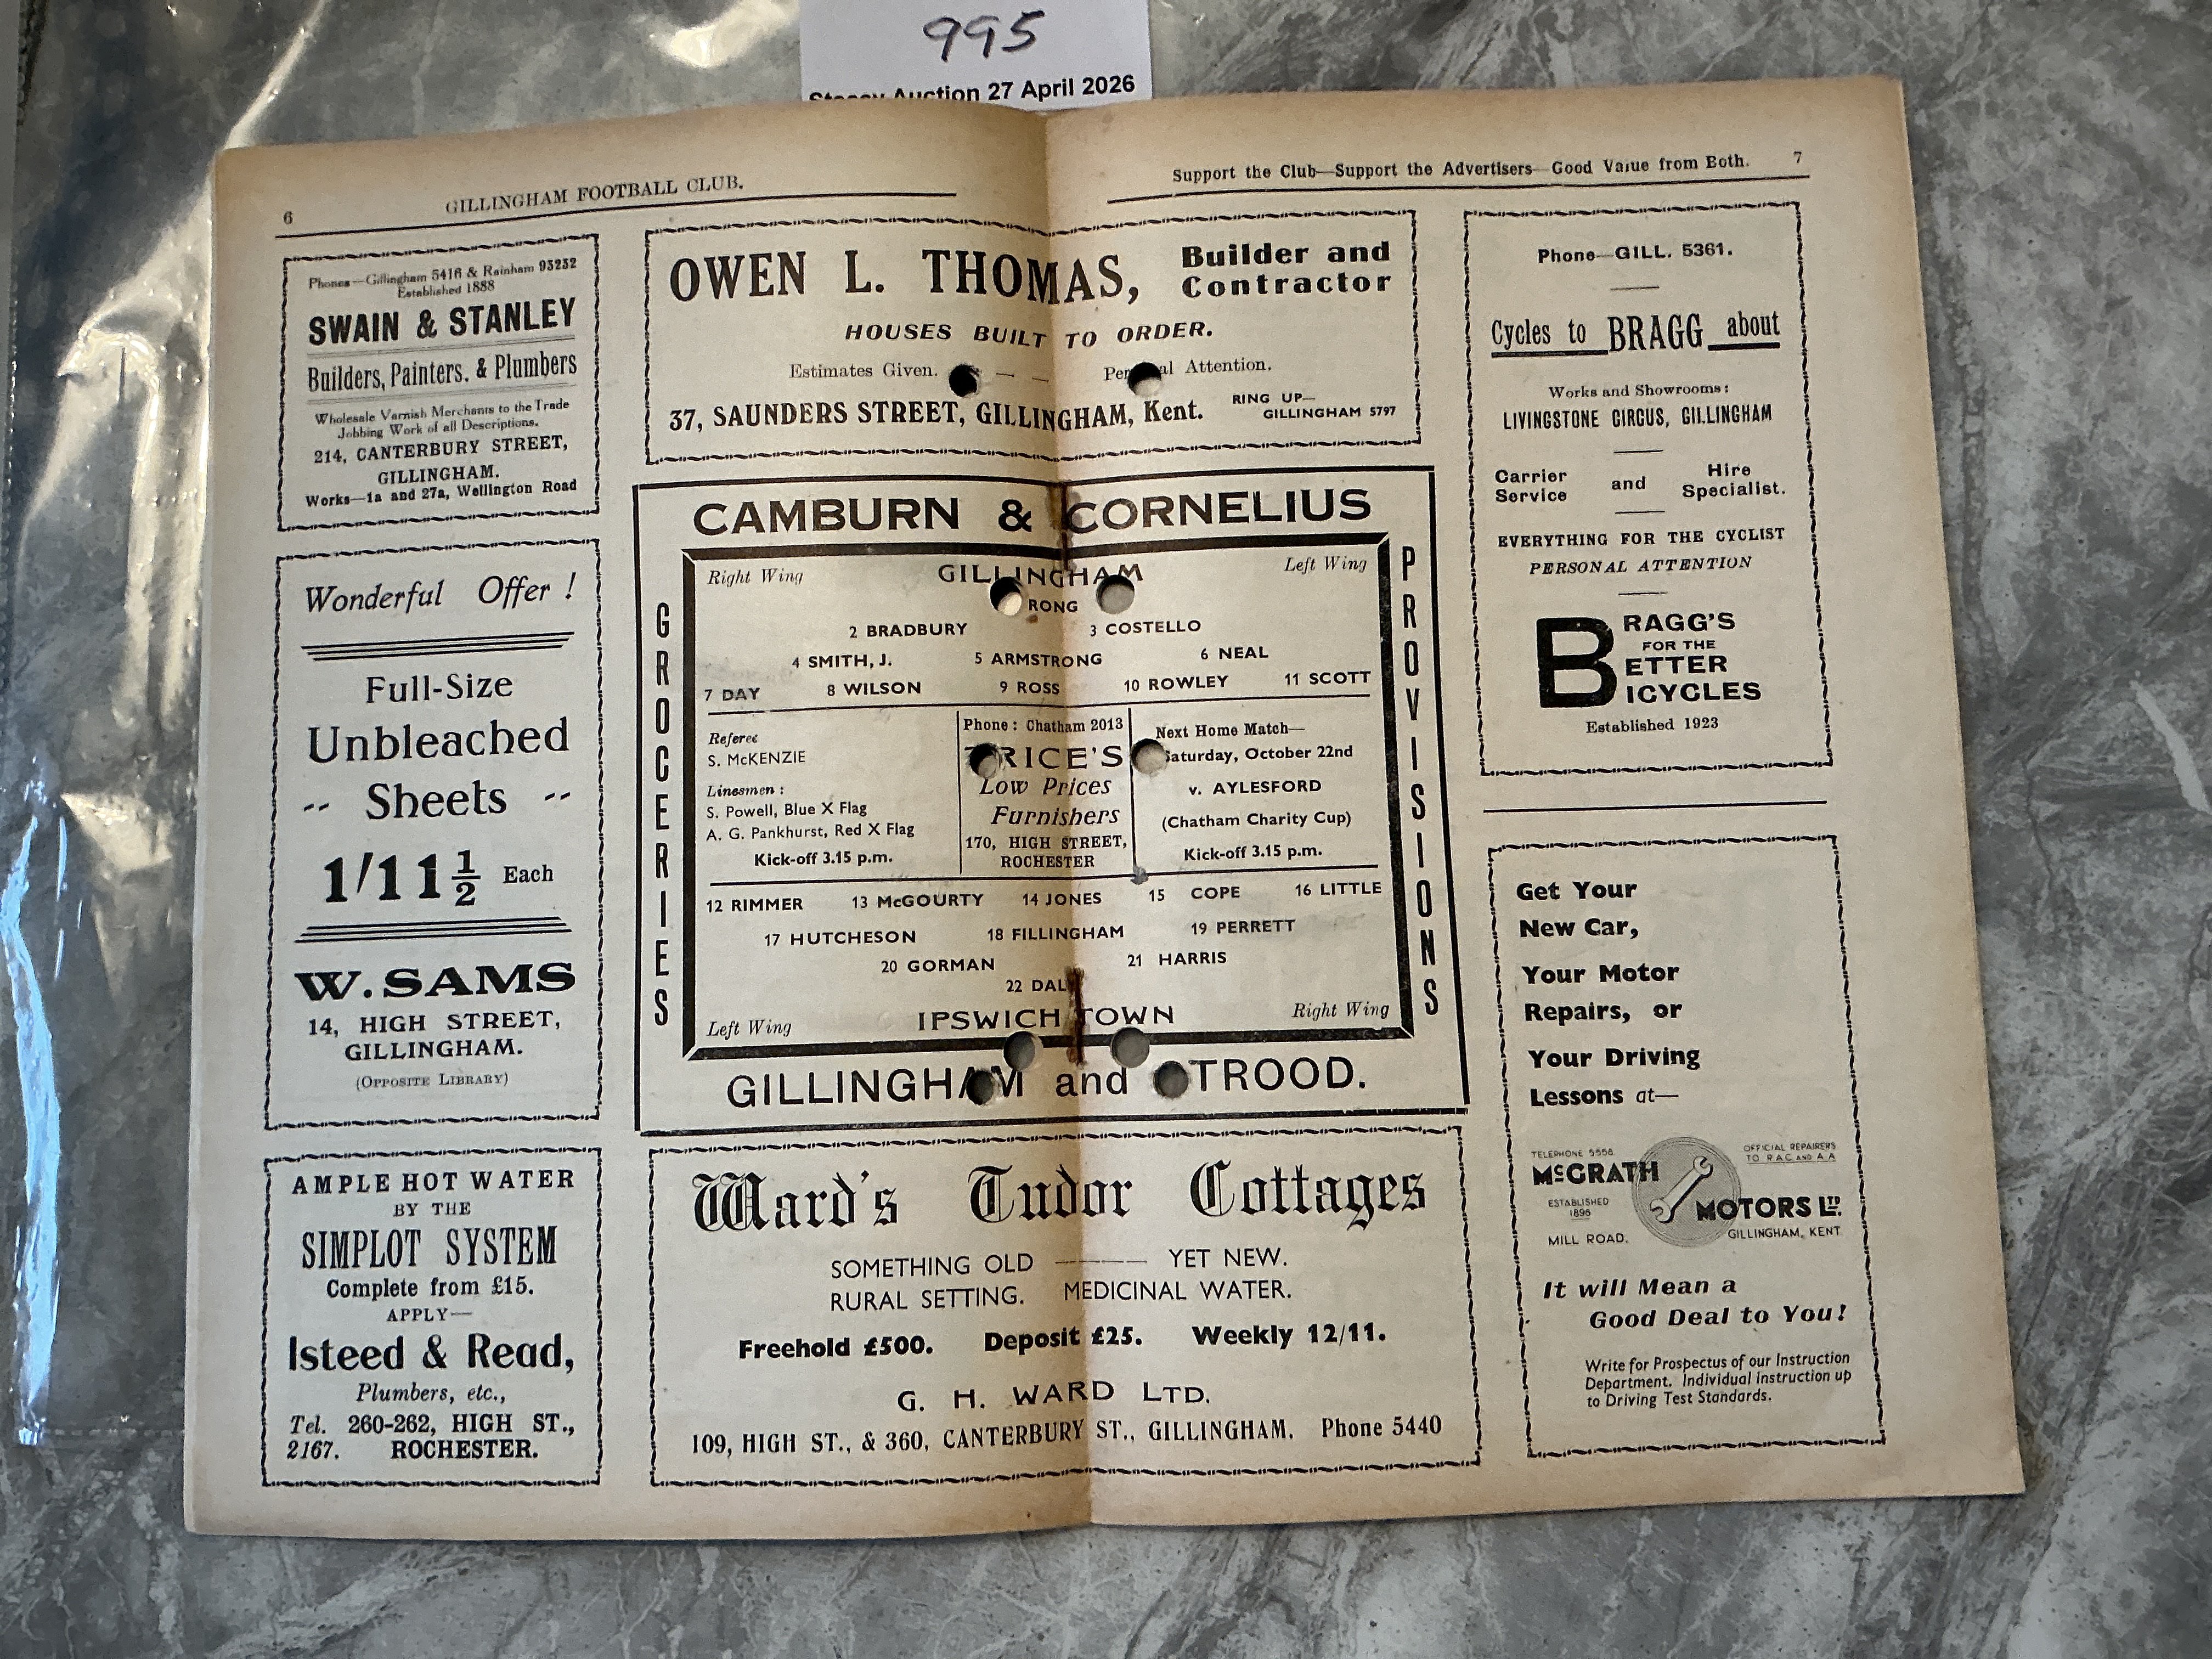 995
Auction 27 April 2026
6
GILLINGHAM FOOTBALL CLUB.
Phones—Gillingham 5416 & Rainham 93232
Established 1888
SWAIN & STANLEY
Builders, Painters. & Plumbers
Wholesale Varnish Merchants to the Trade
Jobbing Work of all Descriptions.
214, CANTERBURY STREET,
GILLINGHAM.
Works—1a and 27a, Wellington Road
Wonderful Offer !
Full-Size
Unbleached
-- Sheets --
1/11½ Each
W. SAMS
14, HIGH STREET,
GILLINGHAM.
(OPPOSITE LIBRARY)
AMPLE HOT WATER
BY THE
SIMPLOT SYSTEM
Complete from £15.
APPLY—
Isteed & Read,
Plumbers, etc.,
Tel. 260-262, HIGH ST.,
2167. ROCHESTER.
OWEN L. THOMAS, Builder and
Contractor
HOUSES BUILT TO ORDER.
Estimates Given. — — Attention.
37, SAUNDERS STREET, GILLINGHAM, Kent. RING UP—
GILLINGHAM 5797
CAMBURN & CORNELIUS
GROCERIES
Right Wing GILLINGHAM Left Wing
RONG
2 BRADBURY 3 COSTELLO
4 SMITH, J. 5 ARMSTRONG 6 NEAL
7 DAY 8 WILSON 9 ROSS 10 ROWLEY 11 SCOTT
Referee
S. McKENZIE
Linesmen :
S. Powell, Blue X Flag
A. G. Pankhurst, Red X Flag
Kick-off 3.15 p.m.
Phone : Chatham 2013
RICE'S
Low Prices
Furnishers
170, HIGH STREET,
ROCHESTER
Next Home Match—
Saturday, October 22nd
v. AYLESFORD
(Chatham Charity Cup)
Kick-off 3.15 p.m.
12 RIMMER 13 McGOURTY 14 JONES 15 COPE 16 LITTLE
17 HUTCHESON 18 FILLINGHAM 19 PERRETT
20 GORMAN 21 HARRIS
22 DAL
Left Wing IPSWICH TOWN Right Wing
PROVISIONS
GILLINGHAM and TROOD.
Ward's Tudor Cottages
SOMETHING OLD — YET NEW.
RURAL SETTING. MEDICINAL WATER.
Freehold £500. Deposit £25. Weekly 12/11.
G. H. WARD LTD.
109, HIGH ST., & 360, CANTERBURY ST., GILLINGHAM. Phone 5440
Support the Club—Support the Advertisers—Good Value from Both.
7
Phone—GILL. 5361.
Cycles to BRAGG about
Works and Showrooms :
LIVINGSTONE CIRCUS, GILLINGHAM
Carrier Service and Hire Specialist.
EVERYTHING FOR THE CYCLIST
PERSONAL ATTENTION
BRAGG'S
FOR THE
BETTER
BICYCLES
Established 1923
Get Your
New Car,
Your Motor
Repairs, or
Your Driving
Lessons at—
TELEPHONE 5558
McGRATH
ESTABLISHED
1896
MILL ROAD,
OFFICIAL REPAIRERS
TO R.A.C. AND A.A
MOTORS LTD.
GILLINGHAM, KENT
It will Mean a
Good Deal to You!
Write for Prospectus of our Instruction
Department. Individual instruction up
to Driving Test Standards.